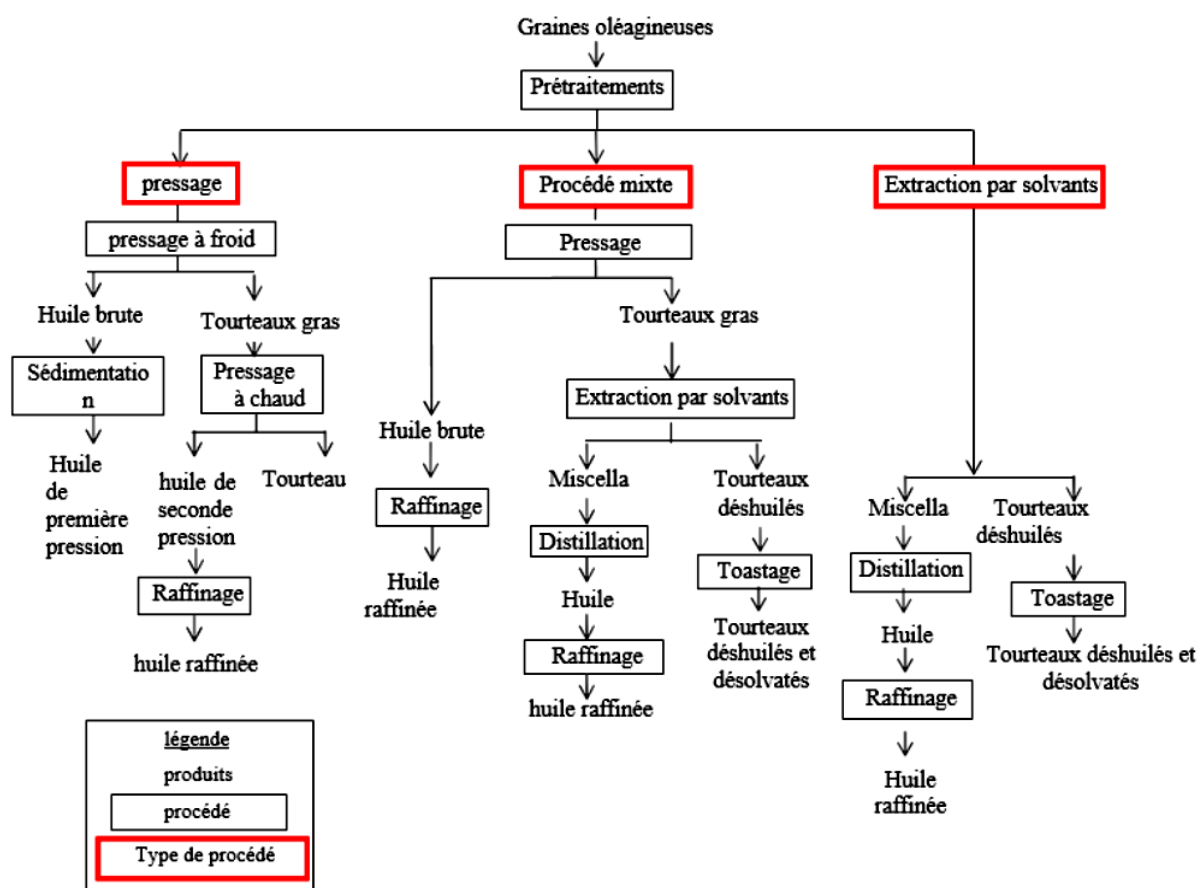 Graines oléagineuses
Prétraitements
pressage
Procédé mixte
Extraction par solvants
pressage à froid
Pressage
Huile brute
Tourteaux gras
Tourteaux gras
Sédimentatio
n
Pressage
à chaud
Extraction par solvants
Huile brute
Huile
de
première
pression
huile de
seconde
pression
Tourteau
Raffinage
Miscella
Tourteaux
déshuilés
Miscella
Tourteaux
déshuilés
Distillation
Toastage
Distillation
Toastage
Raffinage
Huile
raffinée
Huile
Tourteaux
déshuilés et
désolvatés
Huile
Tourteaux déshuilés et
désolvatés
huile raffinée
Raffinage
huile raffinée
Raffinage
Huile
raffinée
légende
produits
procédé
Type de procédé